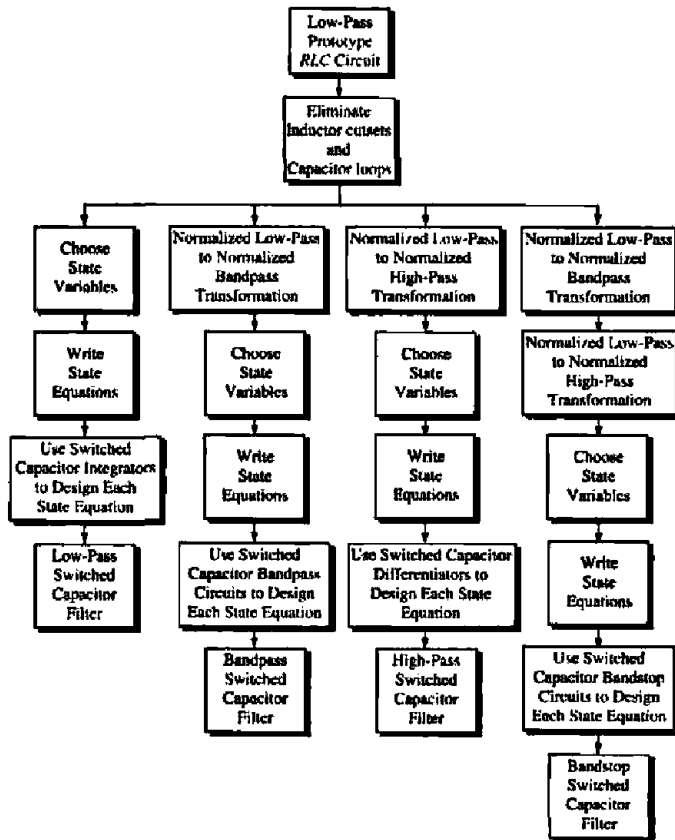 Low-Pass
Prototype
RLC Circuit
Eliminate
Inductor cutsets
and
Capacitor loops
Choose
State
Variables
Write
State
Equations
Use Switched
Capacitor Integrators
to Design Each
State Equation
Low-Pass
Switched
Capacitor
Filter
Normalized Low-Pass
to Normalized
Bandpass
Transformation
Choose
State
Variables
Write
State
Equations
Use Switched
Capacitor Bandpass
Circuits to Design
Each State Equation
Bandpass
Switched
Capacitor
Filter
Normalized Low-Pass
to Normalized
High-Pass
Transformation
Choose
State
Variables
Write
State
Equations
Use Switched Capacitor
Differentiators to
Design Each State
Equation
High-Pass
Switched
Capacitor
Filter
Normalized Low-Pass
to Normalized
Bandpass
Transformation
Normalized Low-Pass
to Normalized
High-Pass
Transformation
Choose
State
Variables
Write
State
Equations
Use Switched
Capacitor Bandstop
Circuits to Design
Each State Equation
Bandstop
Switched
Capacitor
Filter